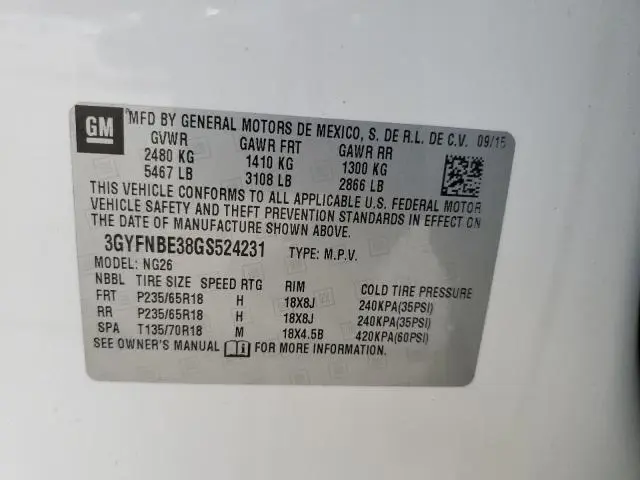 GM
MFD BY GENERAL MOTORS DE MEXICO, S. DE R.L. DE C.V. 09/15
GVWR GAWR FRT GAWR RR
2480 KG 1410 KG 1300 KG
5467 LB 3108 LB 2866 LB
THIS VEHICLE CONFORMS TO ALL APPLICABLE U.S. FEDERAL MOTOR
VEHICLE SAFETY AND THEFT PREVENTION STANDARDS IN EFFECT ON
THE DATE OF MANUFACTURE SHOWN ABOVE.
3GYFNBE38GS524231 TYPE: M.P.V.
MODEL: NG26
NBBL TIRE SIZE SPEED RTG RIM COLD TIRE PRESSURE
FRT P235/65R18 H 18X8J 240KPA(35PSI)
RR P235/65R18 H 18X8J 240KPA(35PSI)
SPA T135/70R18 M 18X4.5B 420KPA(60PSI)
SEE OWNER'S MANUAL FOR MORE INFORMATION.